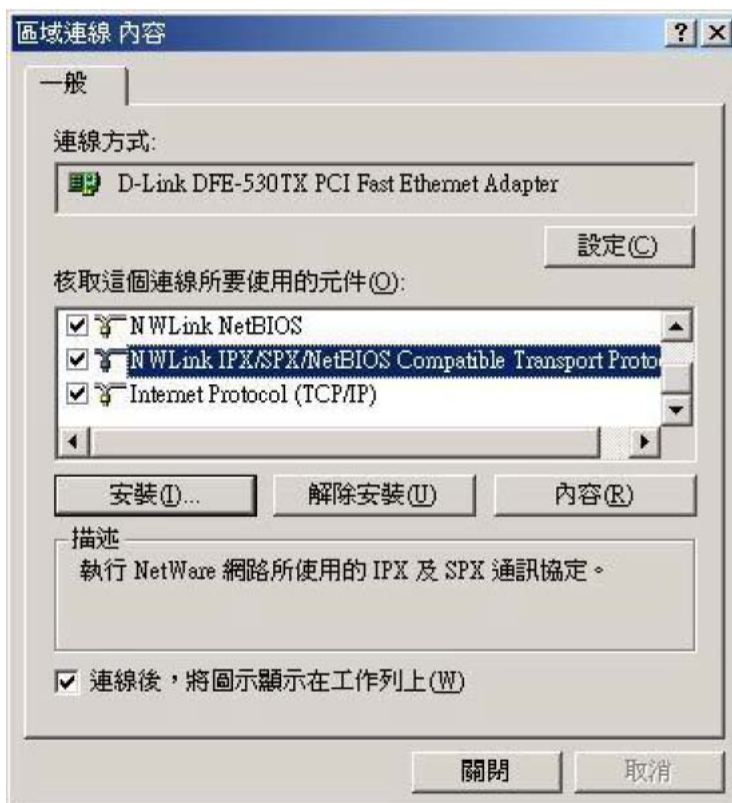 區域連線 內容
一般
連線方式:
D-Link DFE-530TX PCI Fast Ethernet Adapter
設定(C)
核取這個連線所要使用的元件(O):
NWLink NetBIOS
NWLink IPX/SPX/NetBIOS Compatible Transport Proto
Internet Protocol (TCP/IP)
安裝(I)... 解除安裝(U) 內容(R)
描述
執行 NetWare 網路所使用的 IPX 及 SPX 通訊協定。
連線後，將圖示顯示在工作列上(W)
關閉 取消